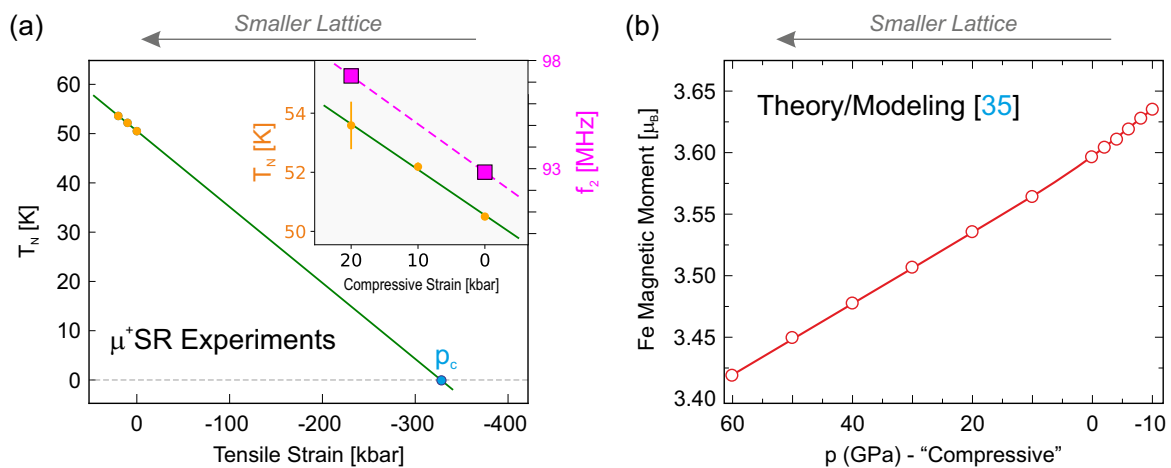 (a)
Smaller Lattice
60
50
40
30
20
10
0
T_N [K]
0
-100
-200
-300
-400
Tensile Strain [kbar]
μ⁺SR Experiments
p_c
54
52
50
T_N [K]
98
93
f_2 [MHz]
20
10
0
Compressive Strain [kbar]
(b)
Smaller Lattice
Theory/Modeling [35]
3.65
3.60
3.55
3.50
3.45
3.40
Fe Magnetic Moment [μ_B]
60
40
20
0
-10
p (GPa) - “Compressive”